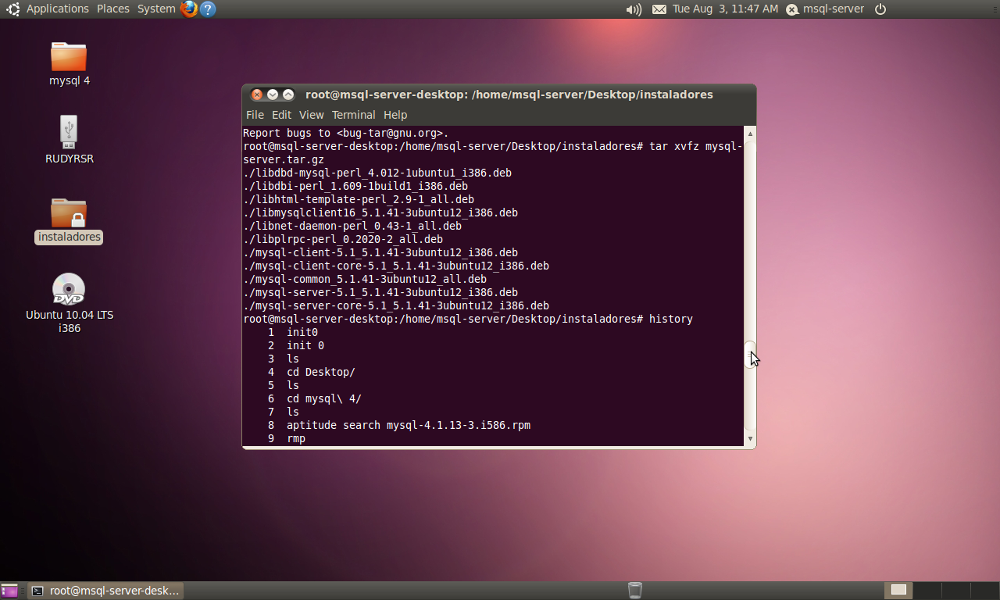 Applications Places System
Tue Aug 3, 11:47 AM msql-server
mysql 4
RUDYRSR
instaladores
DVD
Ubuntu 10.04 LTS
i386
root@msql-server-desktop: /home/msql-server/Desktop/instaladores
File Edit View Terminal Help
Report bugs to <bug-tar@gnu.org>.
root@msql-server-desktop:/home/msql-server/Desktop/instaladores# tar xvfz mysql-
server.tar.gz
./libdbd-mysql-perl_4.012-1ubuntu1_i386.deb
./libdbi-perl_1.609-1build1_i386.deb
./libhtml-template-perl_2.9-1_all.deb
./libmysqlclient16_5.1.41-3ubuntu12_i386.deb
./libnet-daemon-perl_0.43-1_all.deb
./libplrpc-perl_0.2020-2_all.deb
./mysql-client-5.1_5.1.41-3ubuntu12_i386.deb
./mysql-client-core-5.1_5.1.41-3ubuntu12_i386.deb
./mysql-common_5.1.41-3ubuntu12_all.deb
./mysql-server-5.1_5.1.41-3ubuntu12_i386.deb
./mysql-server-core-5.1_5.1.41-3ubuntu12_i386.deb
root@msql-server-desktop:/home/msql-server/Desktop/instaladores# history
1 init0
2 init 0
3 ls
4 cd Desktop/
5 ls
6 cd mysql\ 4/
7 ls
8 aptitude search mysql-4.1.13-3.i586.rpm
9 rmp
root@msql-server-desk...